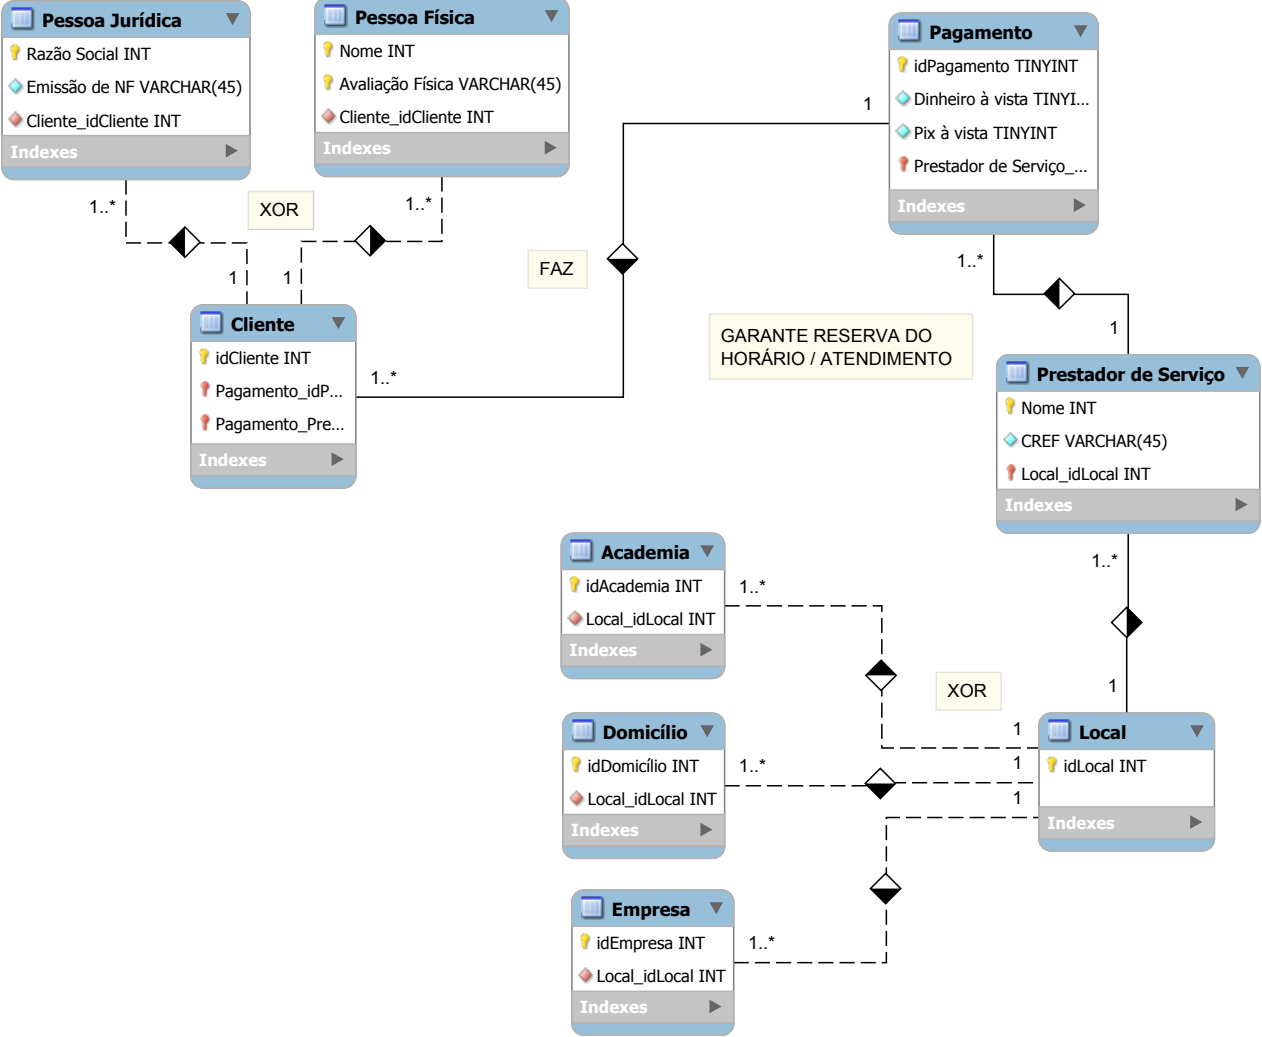 Pessoa Jurídica
Razão Social INT
Emissão de NF VARCHAR(45)
Cliente_idCliente INT
Indexes
Pessoa Física
Nome INT
Avaliação Física VARCHAR(45)
Cliente_idCliente INT
Indexes
Pagamento
idPagamento TINYINT
Dinheiro à vista TINYI...
Pix à vista TINYINT
Prestador de Serviço_...
Indexes
1
1..*
XOR
1..*
1
1
FAZ
1..*
1
GARANTE RESERVA DO
HORÁRIO / ATENDIMENTO
Cliente
idCliente INT
Pagamento_idP...
Pagamento_Pre...
Indexes
1..*
Prestador de Serviço
Nome INT
CREF VARCHAR(45)
Local_idLocal INT
Indexes
1..*
1
Academia
idAcademia INT
Local_idLocal INT
Indexes
1..*
XOR
1
1
1
Domicílio
idDomicílio INT
Local_idLocal INT
Indexes
1..*
Local
idLocal INT
Indexes
Empresa
idEmpresa INT
Local_idLocal INT
Indexes
1..*